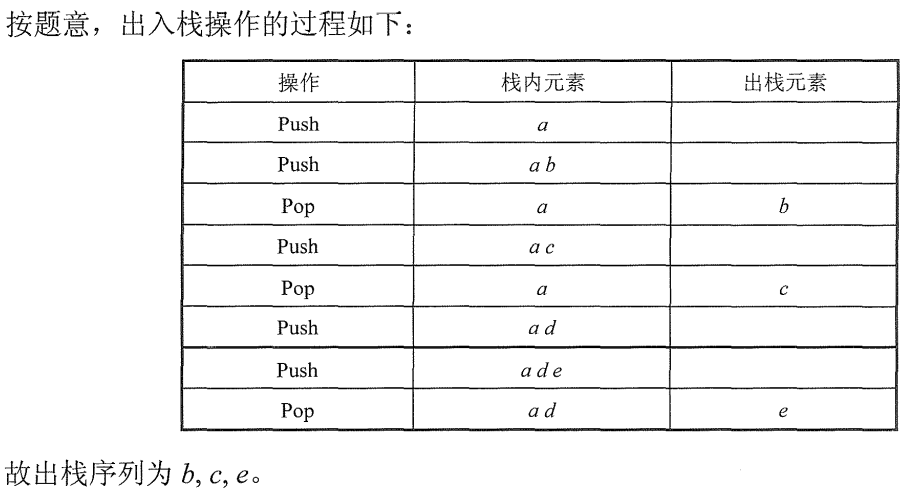 按题意，出入栈操作的过程如下：
操作 栈内元素 出栈元素
Push a
Push a b
Pop a b
Push a c
Pop a c
Push a d
Push a d e
Pop a d e
故出栈序列为 b, c, e。